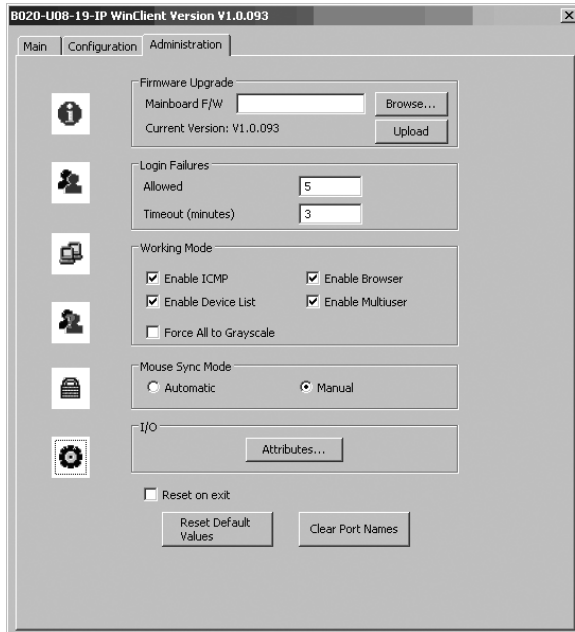 B020-U08-19-IP WinClient Version V1.0.093
Main Configuration Administration
Firmware Upgrade
Mainboard F/W Browse...
Current Version: V1.0.093 Upload
Login Failures
Allowed 5
Timeout (minutes) 3
Working Mode
Enable ICMP Enable Browser
Enable Device List Enable Multiuser
Force All to Grayscale
Mouse Sync Mode
Automatic Manual
I/O
Attributes...
Reset on exit
Reset Default
Values
Clear Port Names